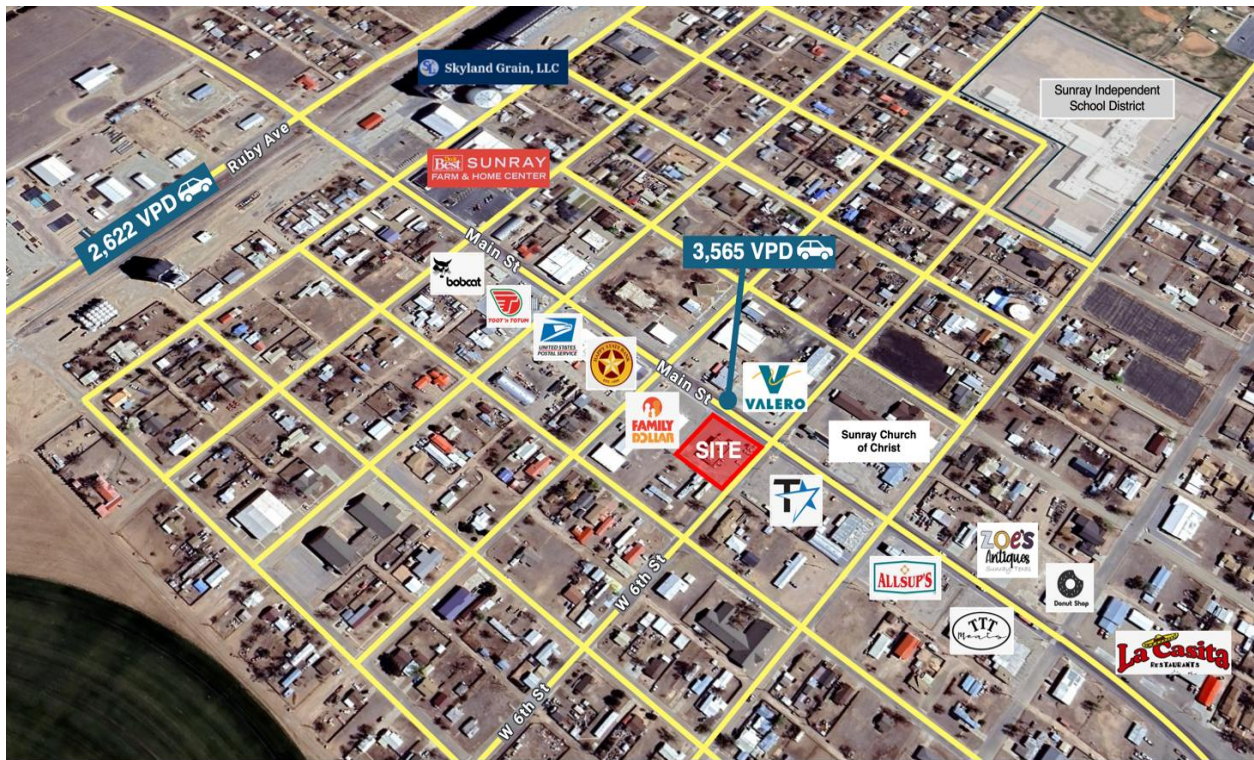 Skyland Grain, LLC
Sunray Independent
School District
Ruby Ave
Best SUNRAY
FARM & HOME CENTER
2,622 VPD
Main St
3,565 VPD
bobcat
TOOT'n TOTUM
UNITED STATES
POSTAL SERVICE
Main St
VALERO
FAMILY
DOLLAR
SITE
Sunray Church
of Christ
T
ZOE'S
Antiques
Sunray Texas
ALLSUP'S
W 6th St
Donut Shop
TTT
Meats
La Casita
RESTAURANTS
W 6th St